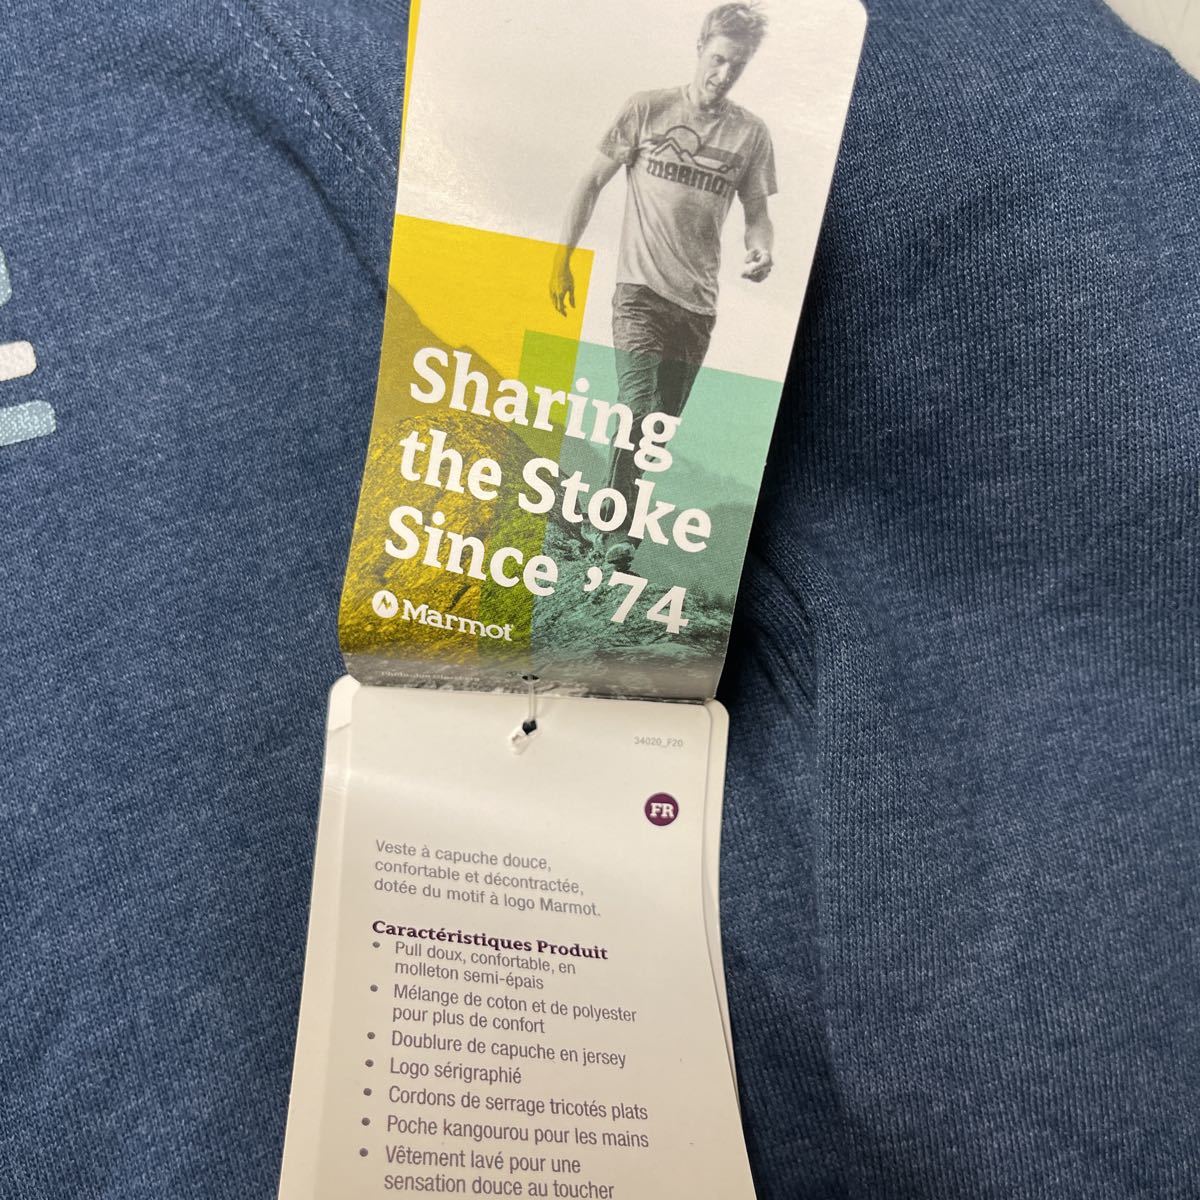 MARMOT
Sharing
the Stoke
Since ’74
Marmot
34020_F20
FR
Veste à capuche douce,
confortable et décontractée,
dotée du motif à logo Marmot.
Caractéristiques Produit
• Pull doux, confortable, en
molleton semi-épais
• Mélange de coton et de polyester
pour plus de confort
• Doublure de capuche en jersey
• Logo sérigraphié
• Cordons de serrage tricotés plats
• Poche kangourou pour les mains
• Vêtement lavé pour une
sensation douce au toucher